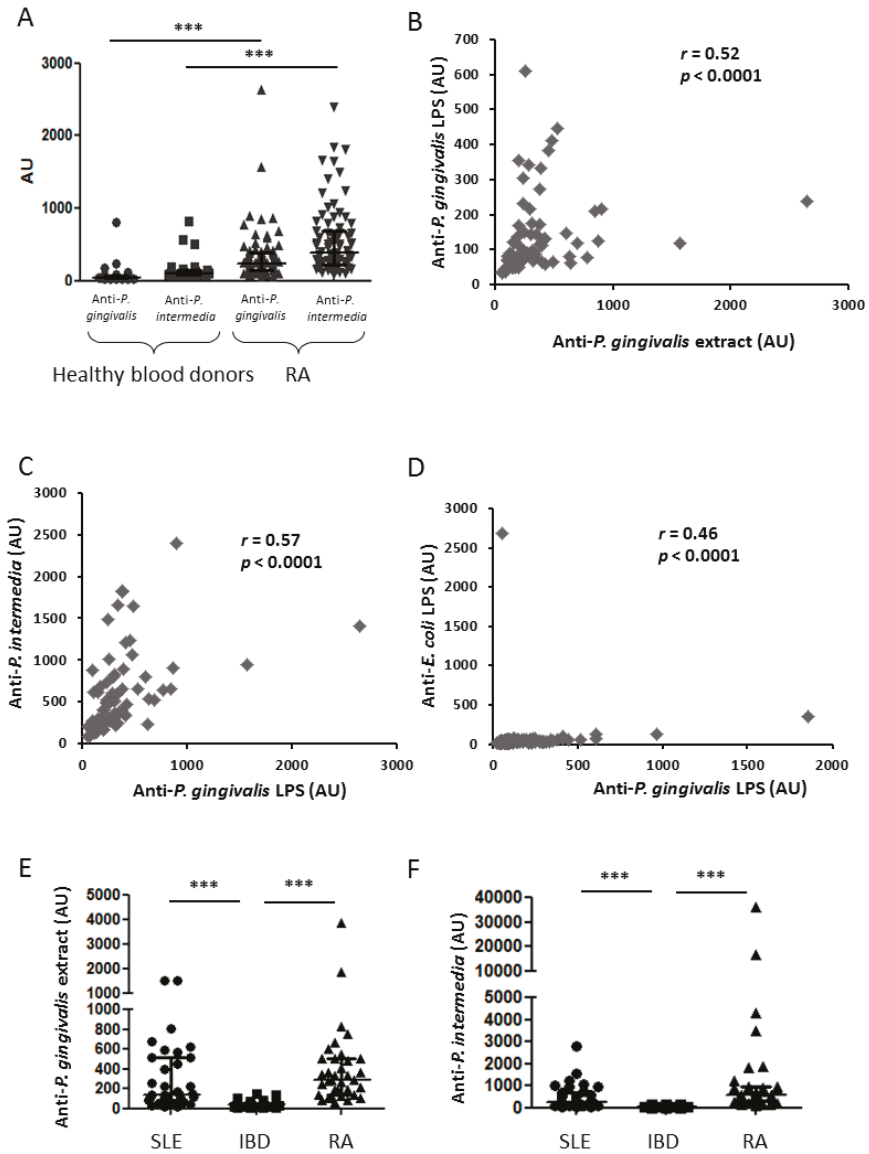 A
***
***
3000
2000
1000
0
AU
Anti-P. gingivalis
Anti-P. intermedia
Anti-P. gingivalis
Anti-P. intermedia
Healthy blood donors
RA
B
700
600
500
400
300
200
100
0
Anti-P. gingivalis LPS (AU)
r = 0.52
p < 0.0001
0 1000 2000 3000
Anti-P. gingivalis extract (AU)
C
3000
2500
2000
1500
1000
500
0
Anti-P. intermedia (AU)
r = 0.57
p < 0.0001
0 1000 2000 3000
Anti-P. gingivalis LPS (AU)
D
3000
2500
2000
1500
1000
500
0
Anti-E. coli LPS (AU)
r = 0.46
p < 0.0001
0 500 1000 1500 2000
Anti-P. gingivalis LPS (AU)
E
*** ***
5000
4000
3000
2000
1000
1000
800
600
400
200
0
Anti-P. gingivalis extract (AU)
SLE IBD RA
F
*** ***
40000
30000
20000
10000
5000
4000
3000
2000
1000
0
Anti-P. intermedia (AU)
SLE IBD RA